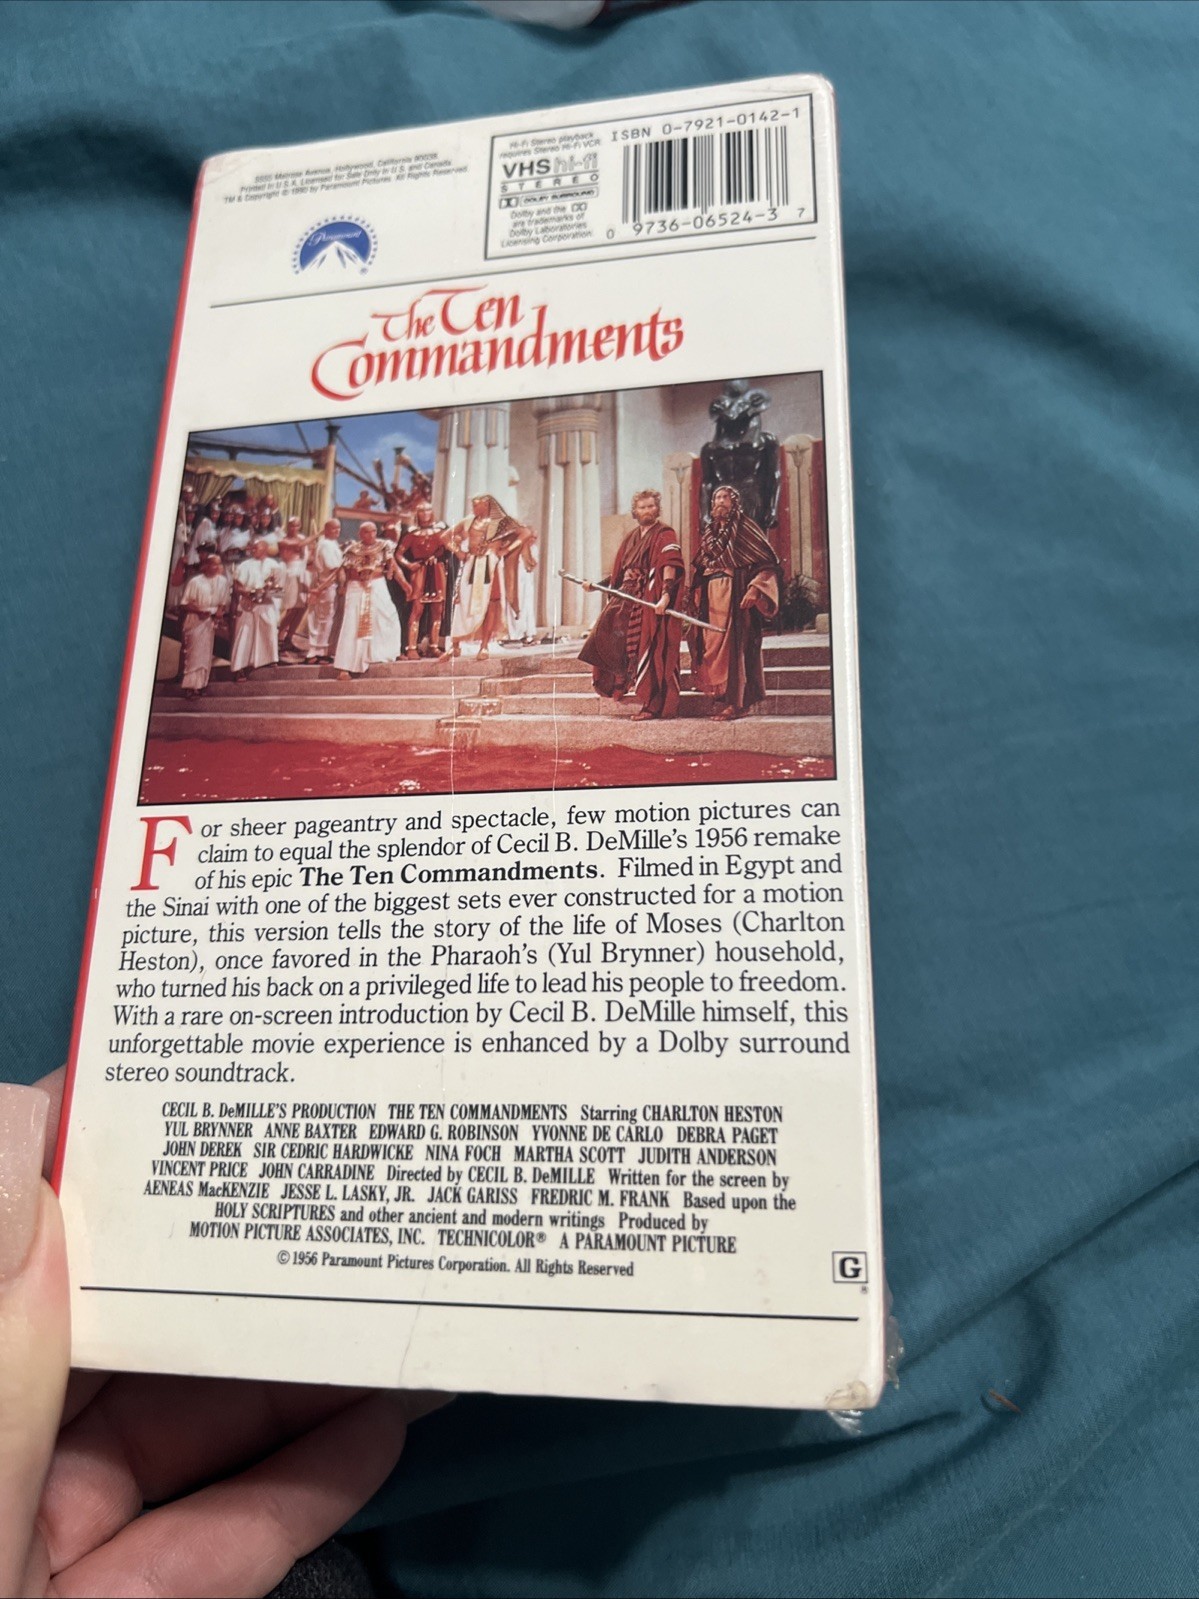 5555 Melrose Avenue, Hollywood, California 90038
Printed in U.S.A. Licensed for Sale Only in U.S. and Canada.
TM & Copyright © 1990 by Paramount Pictures. All Rights Reserved.
Paramount
Hi-Fi Stereo playback
requires Stereo Hi-Fi VCR
VHS hi-fi
STEREO
DOLBY SURROUND
Dolby and the
are trademarks of
Dolby Laboratories
Licensing Corporation.
ISBN 0-7921-0142-1
0 9736-06524-3 7
The Ten
Commandments
For sheer pageantry and spectacle, few motion pictures can
claim to equal the splendor of Cecil B. DeMille's 1956 remake
of his epic The Ten Commandments. Filmed in Egypt and
the Sinai with one of the biggest sets ever constructed for a motion
picture, this version tells the story of the life of Moses (Charlton
Heston), once favored in the Pharaoh's (Yul Brynner) household,
who turned his back on a privileged life to lead his people to freedom.
With a rare on-screen introduction by Cecil B. DeMille himself, this
unforgettable movie experience is enhanced by a Dolby surround
stereo soundtrack.
CECIL B. DeMILLE'S PRODUCTION THE TEN COMMANDMENTS Starring CHARLTON HESTON
YUL BRYNNER ANNE BAXTER EDWARD G. ROBINSON YVONNE DE CARLO DEBRA PAGET
JOHN DEREK SIR CEDRIC HARDWICKE NINA FOCH MARTHA SCOTT JUDITH ANDERSON
VINCENT PRICE JOHN CARRADINE Directed by CECIL B. DeMILLE Written for the screen by
AENEAS MacKENZIE JESSE L. LASKY, JR. JACK GARISS FREDRIC M. FRANK Based upon the
HOLY SCRIPTURES and other ancient and modern writings Produced by
MOTION PICTURE ASSOCIATES, INC. TECHNICOLOR® A PARAMOUNT PICTURE
© 1956 Paramount Pictures Corporation. All Rights Reserved
G
®